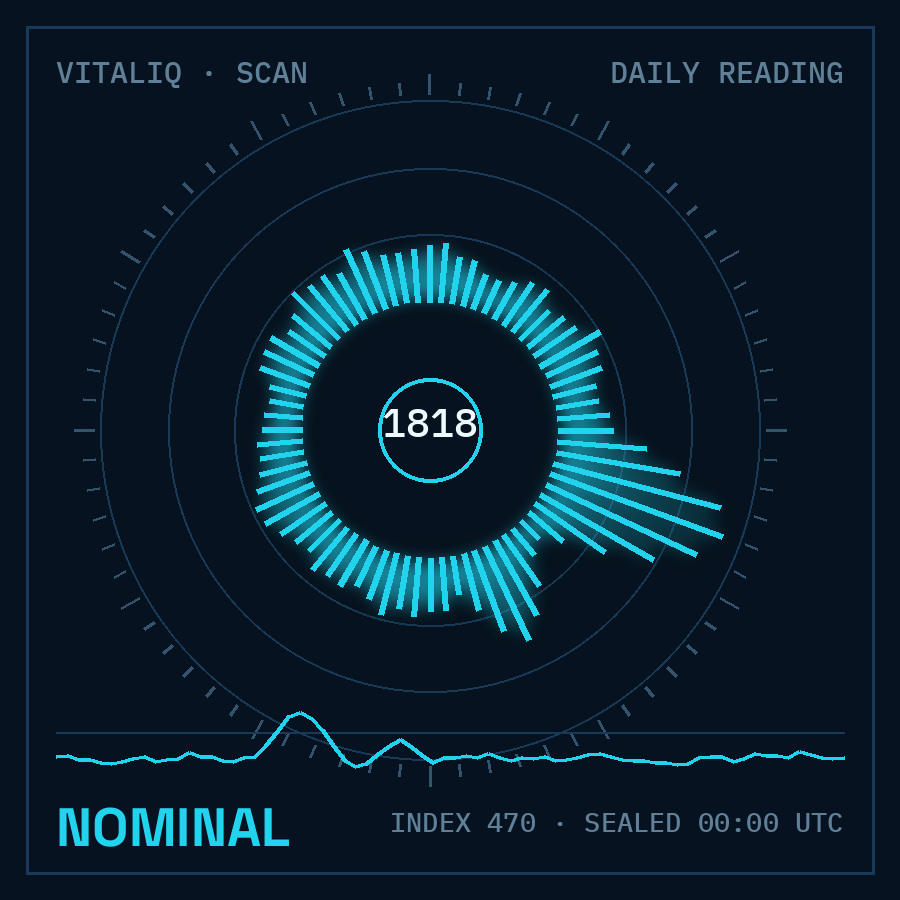 VITALIQ · SCAN
DAILY READING
1818
NOMINAL
INDEX 470 · SEALED 00:00 UTC